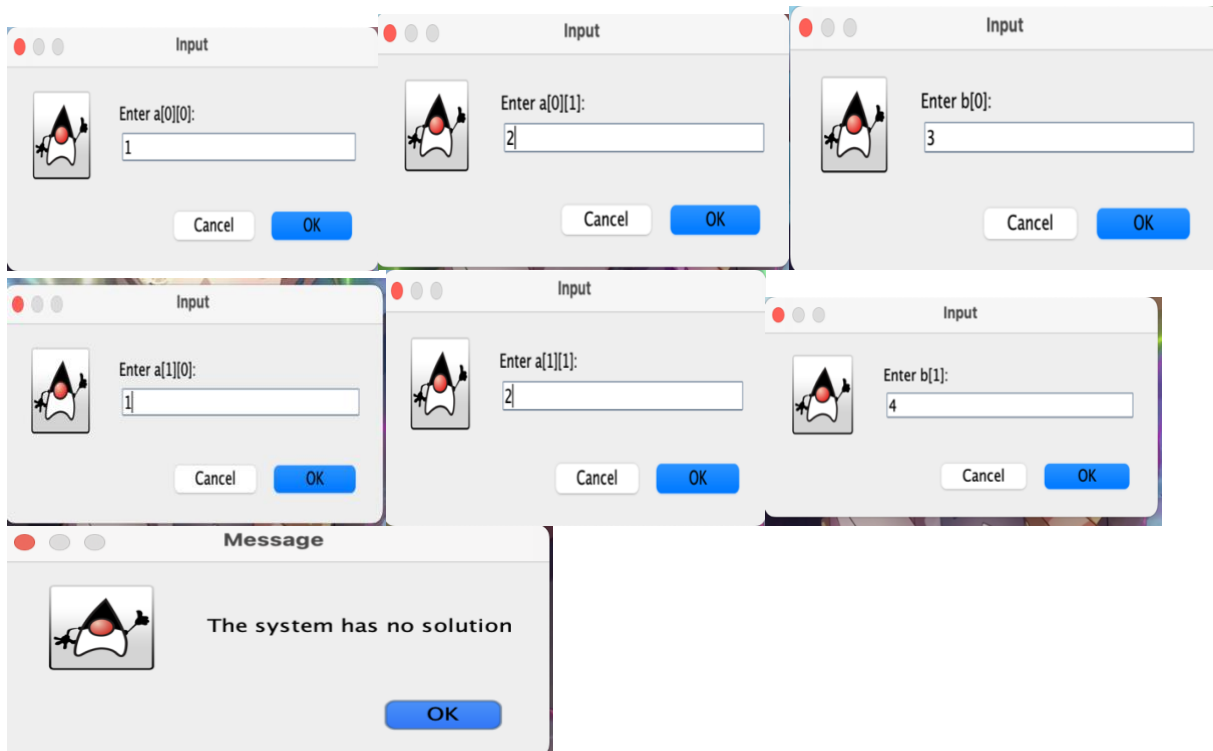 Input
Enter a[0][0]:
1
Cancel OK
Input
Enter a[0][1]:
2
Cancel OK
Input
Enter b[0]:
3
Cancel OK
Input
Enter a[1][0]:
1
Cancel OK
Input
Enter a[1][1]:
2
Cancel OK
Input
Enter b[1]:
4
Cancel OK
Message
The system has no solution
OK